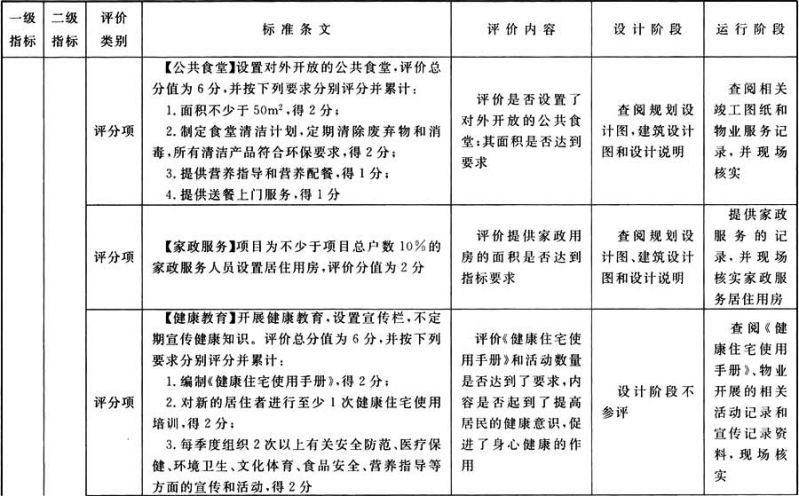 一级指标
二级指标
评价类别
标准条文
评价内容
设计阶段
运行阶段
评分项
【公共食堂】设置对外开放的公共食堂,评价总
分值为6分,并按下列要求分别评分并累计:
1.面积不少于50m²,得2分;
2.制定食堂清洁计划,定期清除废弃物和消
毒,所有清洁产品符合环保要求,得2分;
3.提供营养指导和营养配餐,得1分;
4.提供送餐上门服务,得1分
评价是否设置了
对外开放的公共食
堂;其面积是否达到
要求
查阅规划设
计图,建筑设计
图和设计说明
查阅相关
竣工图纸和
物业服务记
录,并现场
核实
评分项
【家政服务】项目为不少于项目总户数10%的
家政服务人员设置居住用房,评价分值为2分
评价提供家政用
房的面积是否达到
指标要求
查阅规划设
计图、建筑设计
图和设计说明
提供家政
服务的记
录,并现场
核实家政服
务居住用房
评分项
【健康教育】开展健康教育,设置宣传栏,不定
期宣传健康知识。评价总分值为6分,并按下列
要求分别评分并累计:
1.编制《健康住宅使用手册》,得2分;
2.对新的居住者进行至少1次健康住宅使用
培训,得2分;
3.每季度组织2次以上有关安全防范、医疗保
健、环境卫生、文化体育、食品安全、营养指导等
方面的宣传和活动,得2分
评价《健康住宅使
用手册》和活动数量
是否达到了要求,内
容是否起到了提高
居民的健康意识,促
进了身心健康的作
用
设计阶段不
参评
查阅《健
康住宅使用
手册》、物业
开展的相关
活动记录和
宣传记录资
料,现场核
实